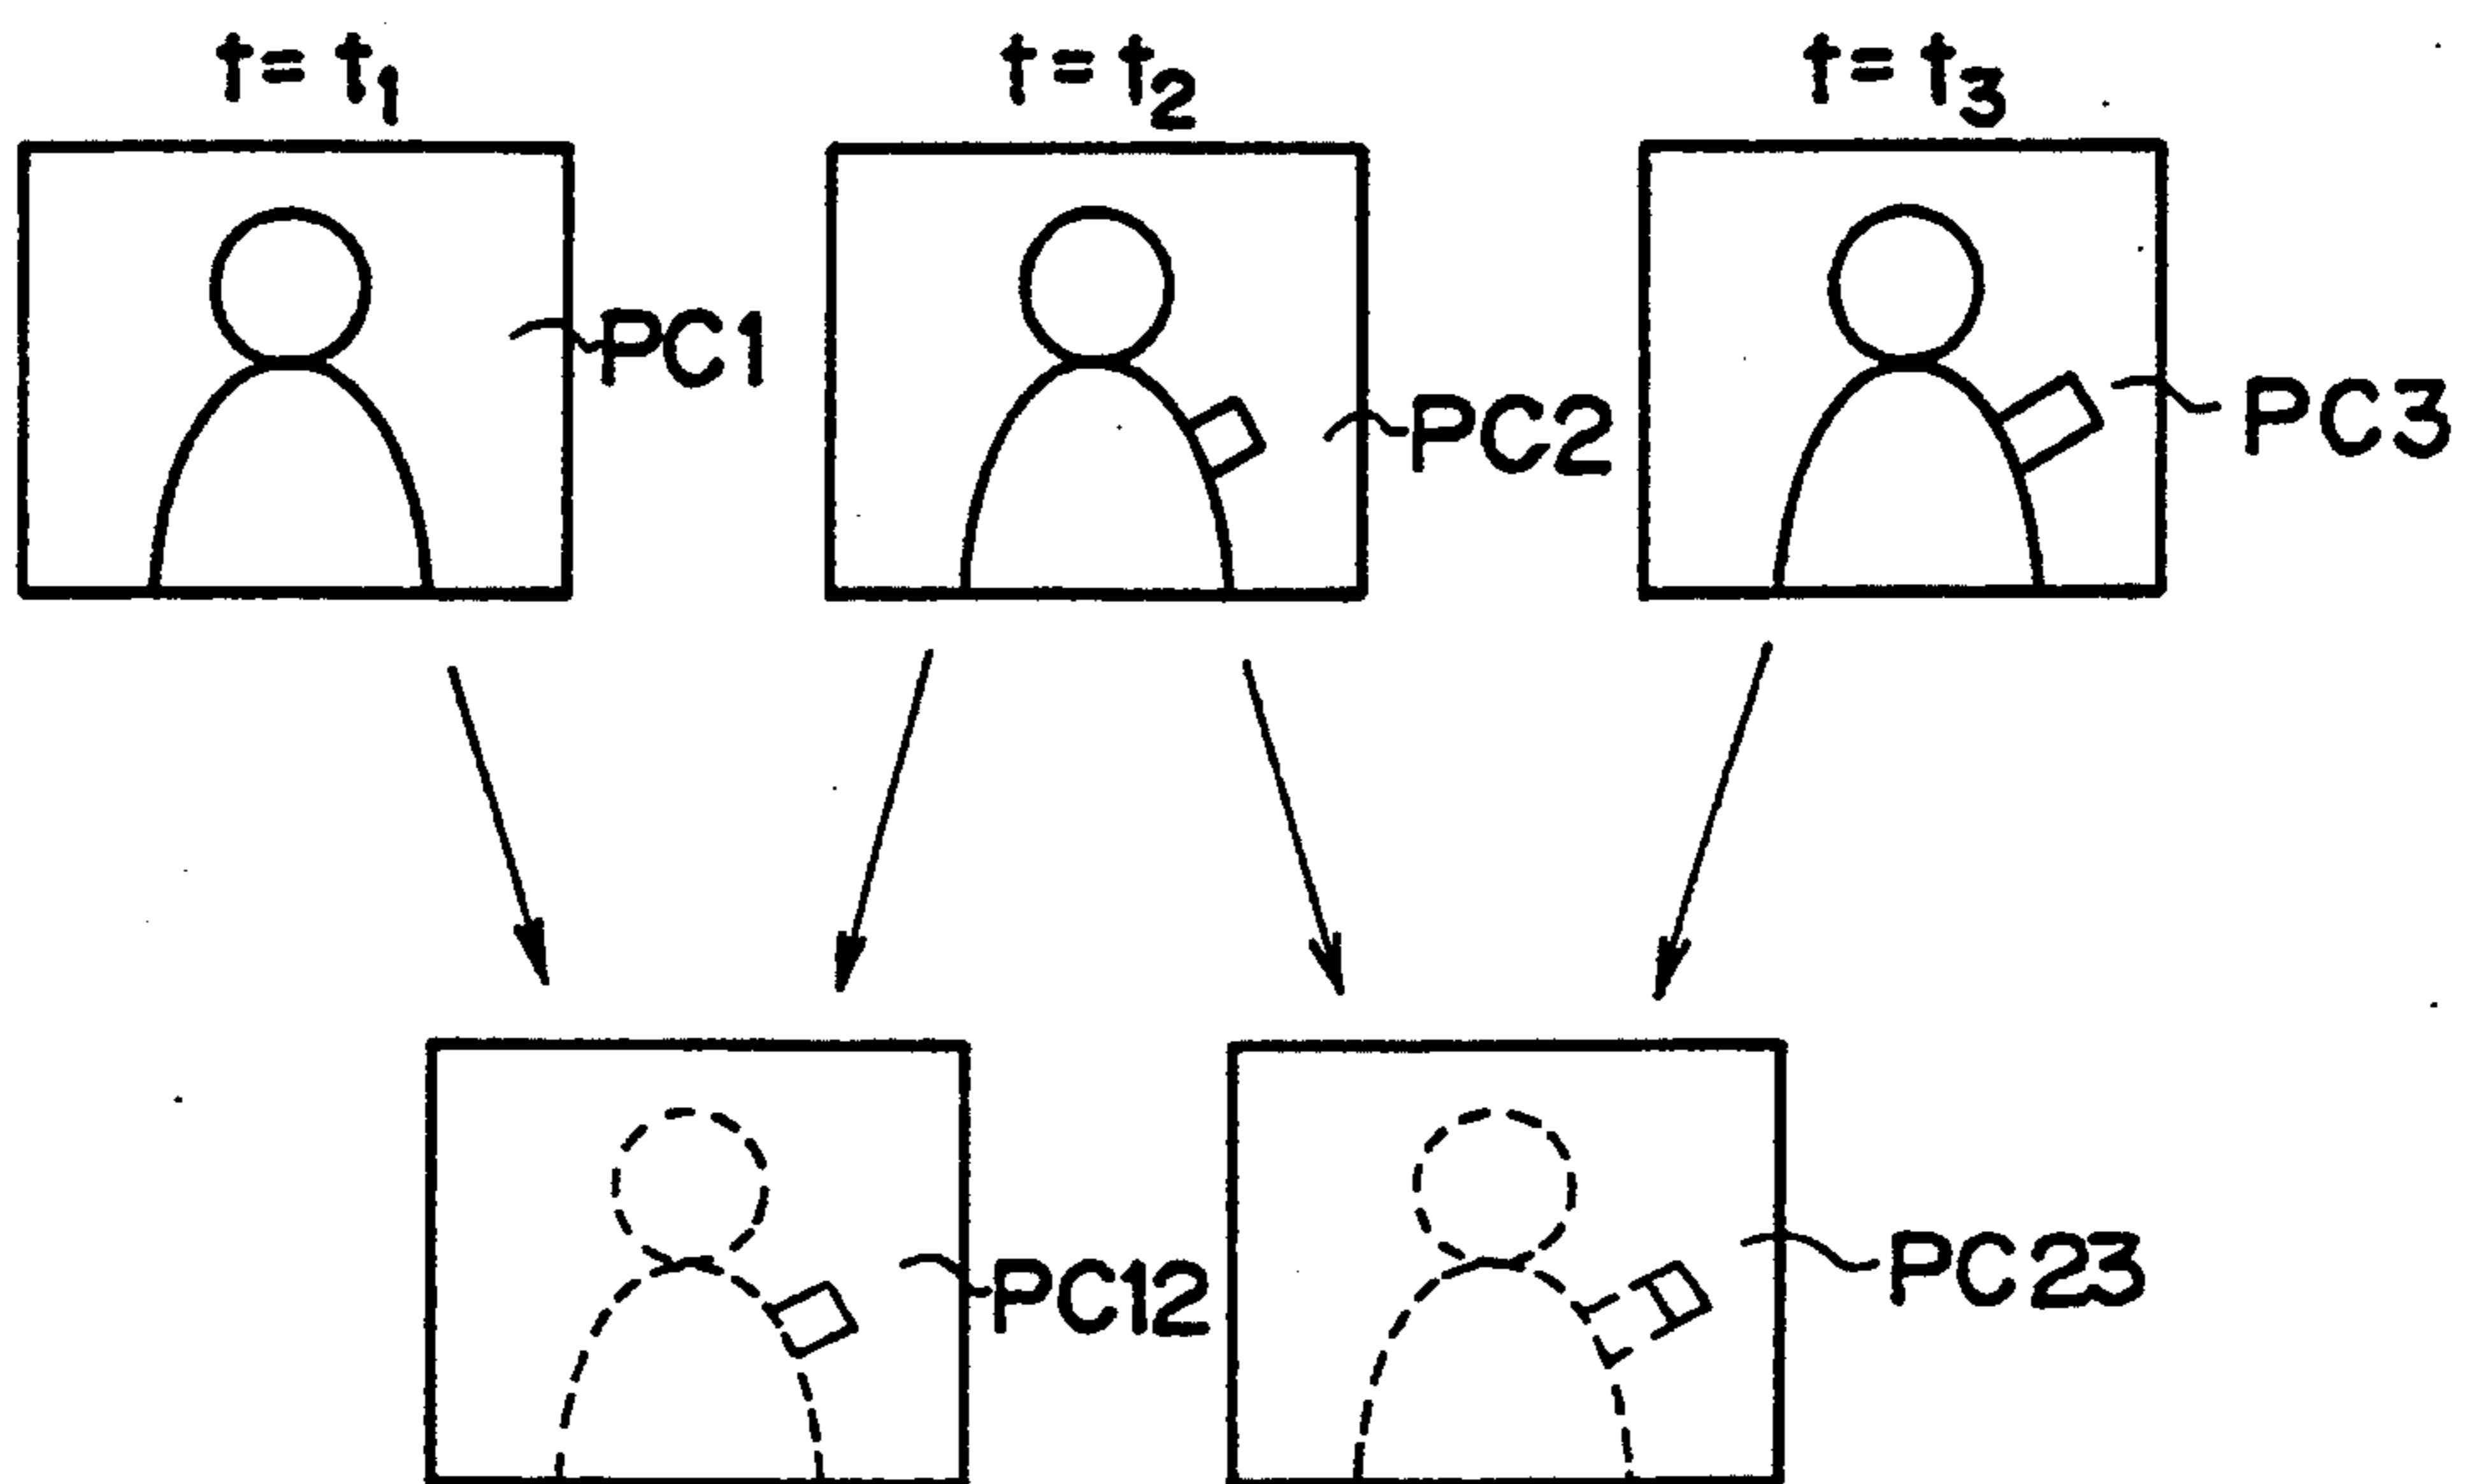 t=t₁ t=t₂ t=t₃
PC1
PC2
PC3
PC12
PC23